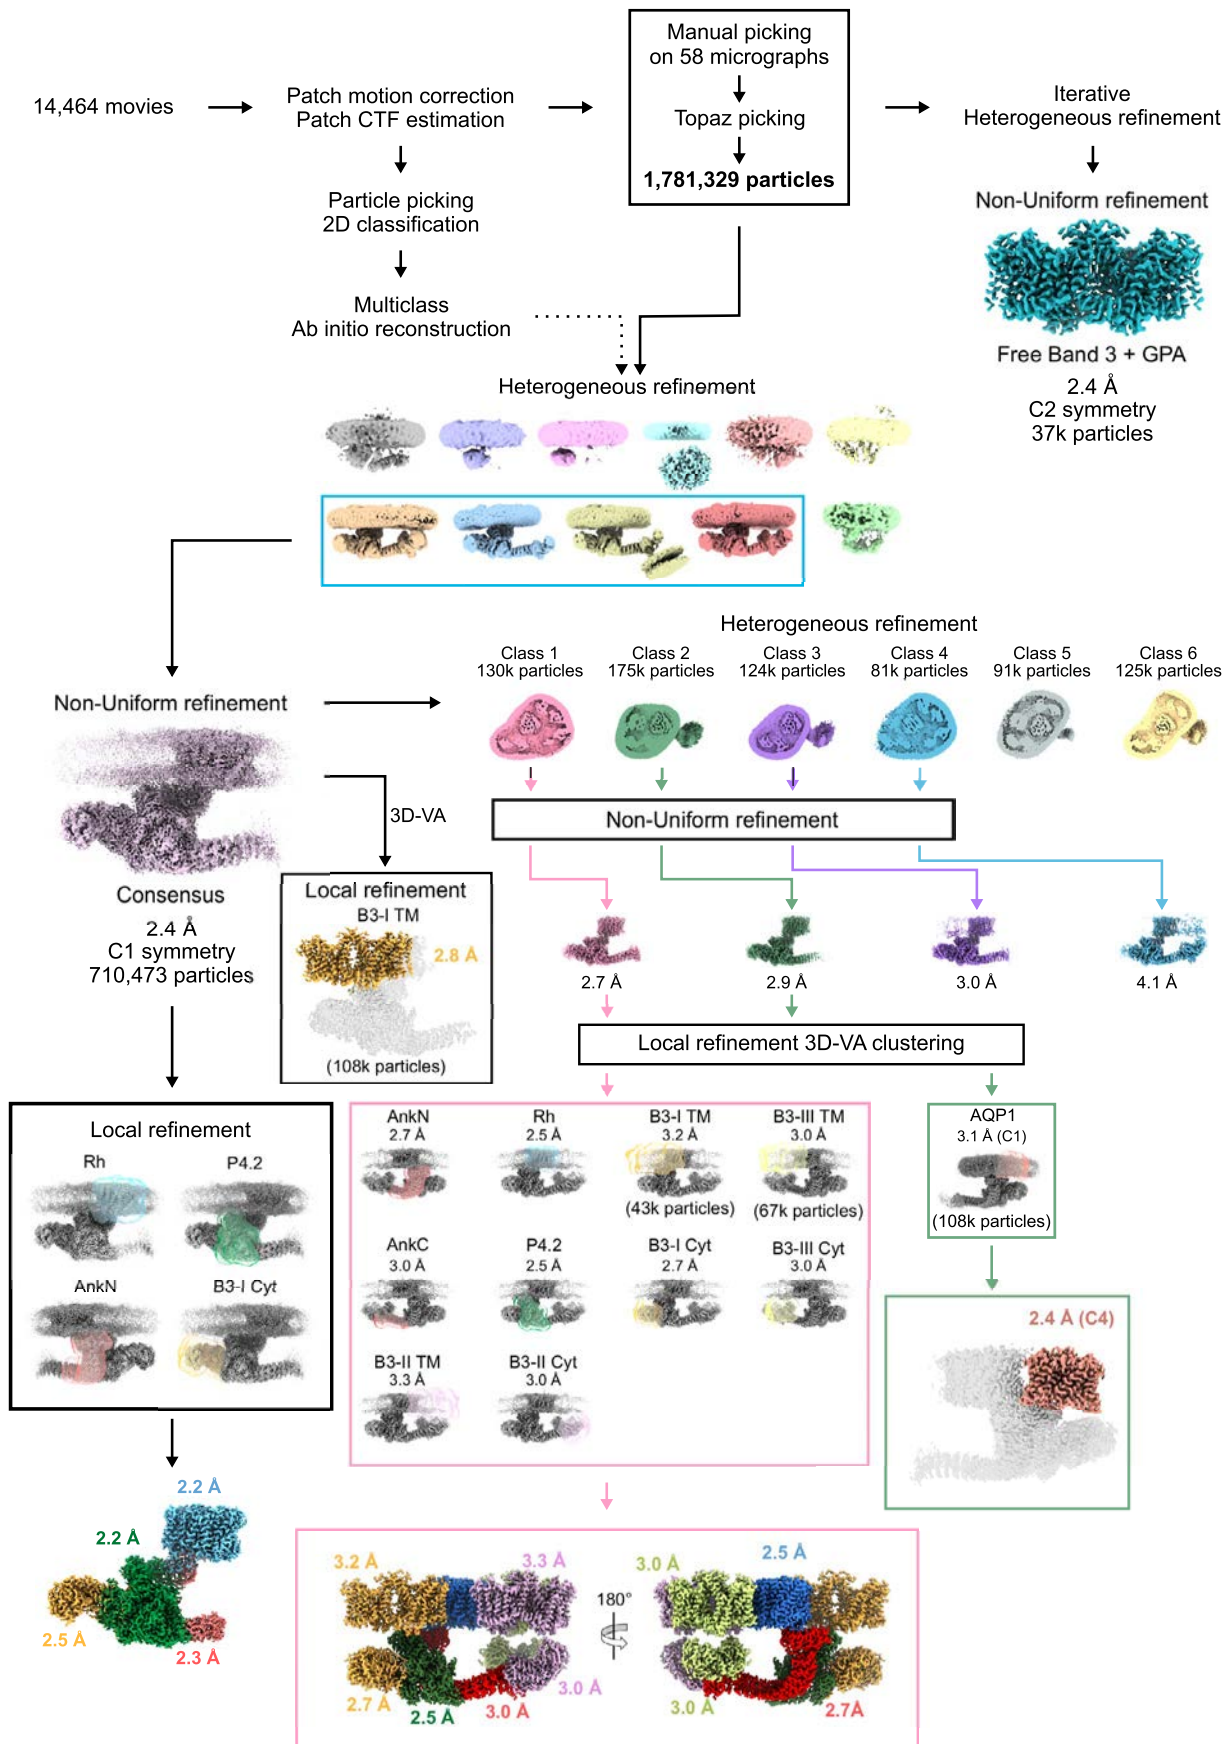 14,464 movies
Patch motion correction
Patch CTF estimation
Manual picking
on 58 micrographs
Topaz picking
1,781,329 particles
Iterative
Heterogeneous refinement
Particle picking
2D classification
Multiclass
Ab initio reconstruction
Non-Uniform refinement
Free Band 3 + GPA
2.4 Å
C2 symmetry
37k particles
Heterogeneous refinement
Heterogeneous refinement
Class 1
130k particles
Class 2
175k particles
Class 3
124k particles
Class 4
81k particles
Class 5
91k particles
Class 6
125k particles
Non-Uniform refinement
Consensus
2.4 Å
C1 symmetry
710,473 particles
3D-VA
Local refinement
B3-I TM
2.8 Å
(108k particles)
Non-Uniform refinement
2.7 Å
2.9 Å
3.0 Å
4.1 Å
Local refinement 3D-VA clustering
Local refinement
Rh
P4.2
AnkN
B3-I Cyt
AnkN
2.7 Å
Rh
2.5 Å
B3-I TM
3.2 Å
(43k particles)
B3-III TM
3.0 Å
(67k particles)
AnkC
3.0 Å
P4.2
2.5 Å
B3-I Cyt
2.7 Å
B3-III Cyt
3.0 Å
B3-II TM
3.3 Å
B3-II Cyt
3.0 Å
AQP1
3.1 Å (C1)
(108k particles)
2.4 Å (C4)
2.2 Å
2.2 Å
2.5 Å
2.3 Å
3.2 Å
3.3 Å
2.7 Å
2.5 Å
3.0 Å
3.0 Å
180°
3.0 Å
2.5 Å
3.0 Å
2.7Å